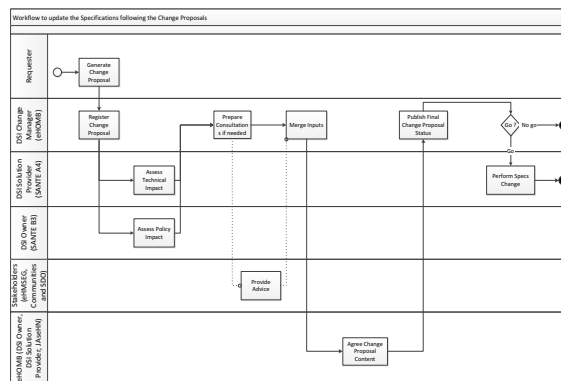 Workflow to update the Specifications following the Change Proposals
Requester
Generate
Change
Proposal
DSI Change
Manager
(eHOMB)
Register
Change
Proposal
Prepare
Consultation
s if needed
Merge Inputs
Publish Final
Change Proposal
Status
Go ?
No go
Go
DSI Solution
Provider
(SANTE A4)
Assess
Technical
Impact
Perform Specs
Change
DSI Owner
(SANTE B3)
Assess Policy
Impact
Stakeholders
(eHMSEG,
Communities
and SDO)
Provide
Advice
eHOMB (DSI Owner,
DSI Solution
Provider, JAseHN)
Agree Change
Proposal
Content